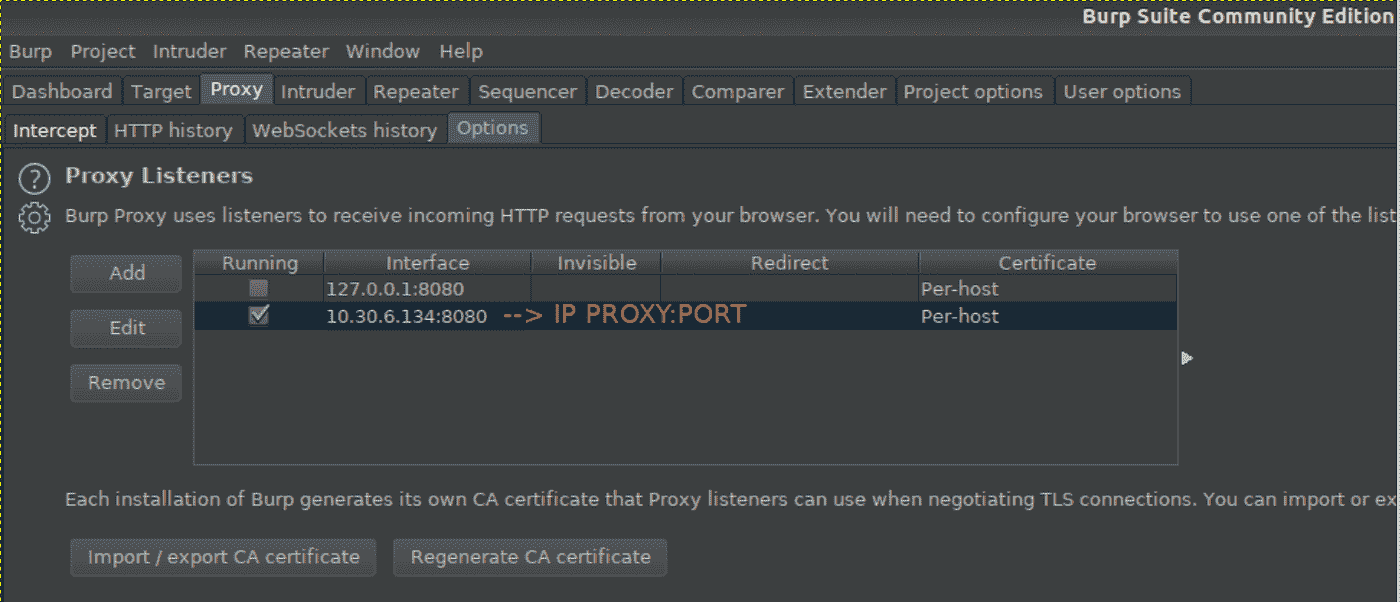 Burp Suite Community Edition
Burp Project Intruder Repeater Window Help
Dashboard Target Proxy Intruder Repeater Sequencer Decoder Comparer Extender Project options User options
Intercept HTTP history WebSockets history Options
? Proxy Listeners
Burp Proxy uses listeners to receive incoming HTTP requests from your browser. You will need to configure your browser to use one of the list
Add
Edit
Remove
Running Interface Invisible Redirect Certificate
127.0.0.1:8080 Per-host
10.30.6.134:8080 --> IP PROXY:PORT Per-host
Each installation of Burp generates its own CA certificate that Proxy listeners can use when negotiating TLS connections. You can import or ex
Import / export CA certificate Regenerate CA certificate